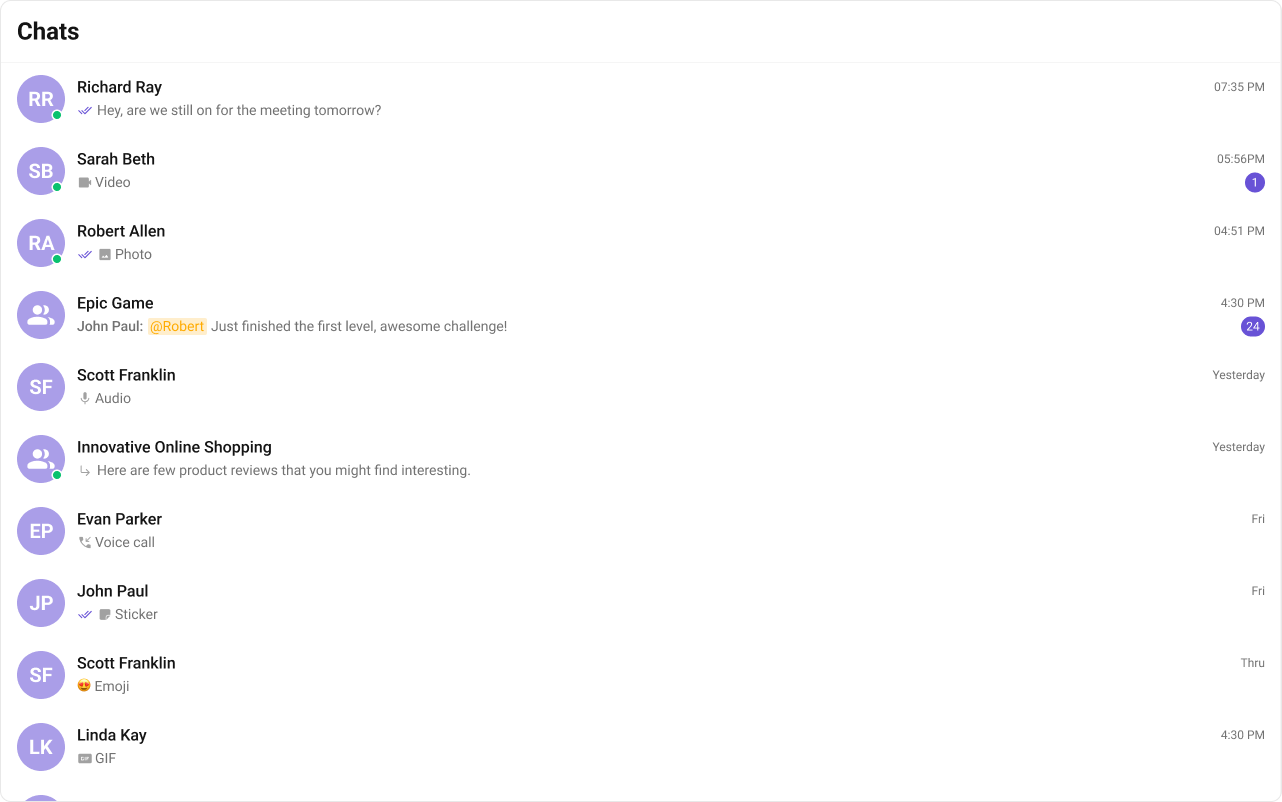 Chats
RR
Richard Ray
07:35 PM
Hey, are we still on for the meeting tomorrow?
SB
Sarah Beth
05:56PM
Video
1
RA
Robert Allen
04:51 PM
Photo
Epic Game
4:30 PM
John Paul: @Robert Just finished the first level, awesome challenge!
24
SF
Scott Franklin
Yesterday
Audio
Innovative Online Shopping
Yesterday
Here are few product reviews that you might find interesting.
EP
Evan Parker
Fri
Voice call
JP
John Paul
Fri
Sticker
SF
Scott Franklin
Thru
Emoji
LK
Linda Kay
4:30 PM
GIF GIF